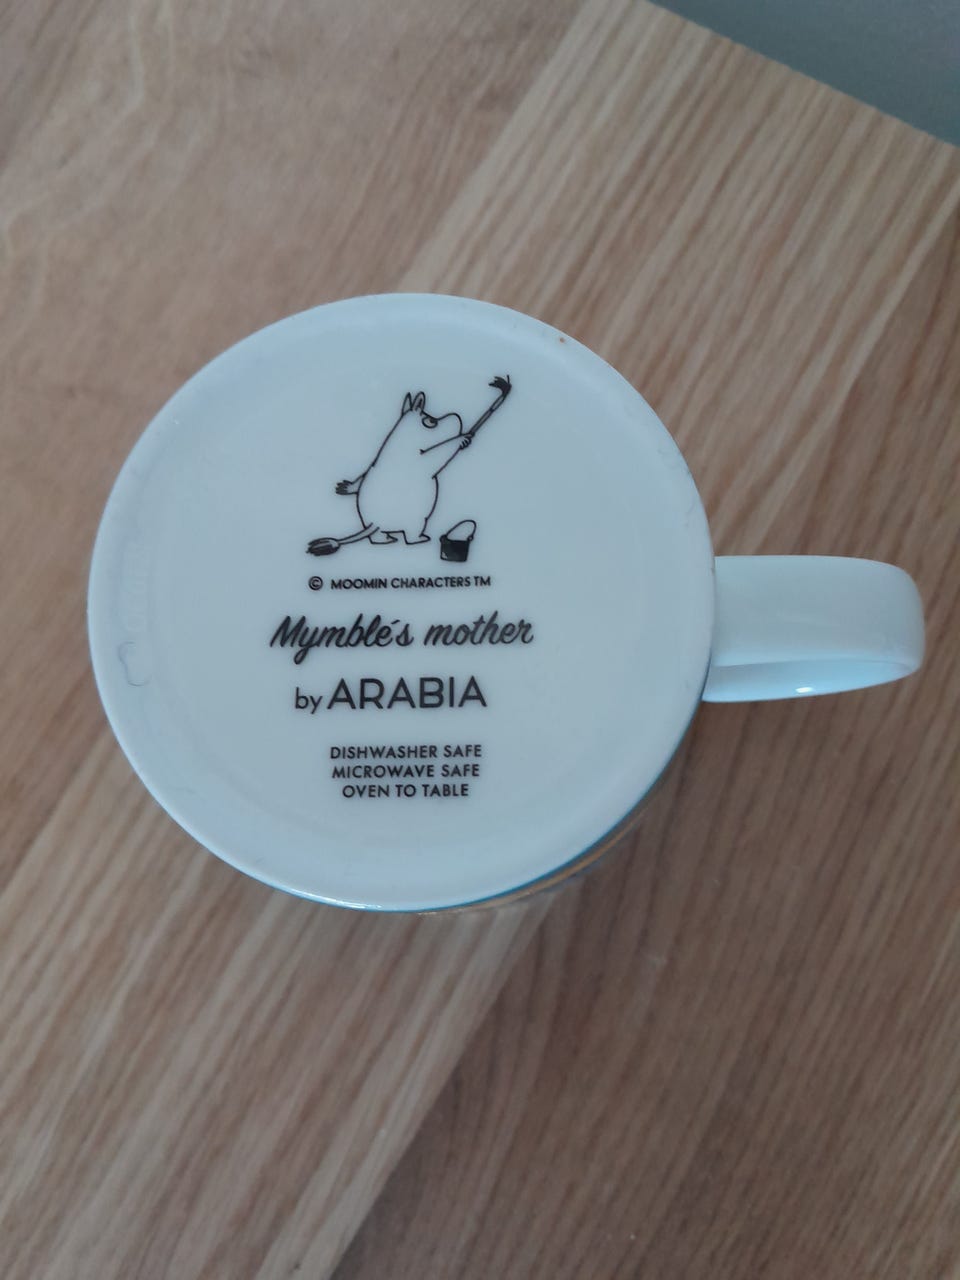 © MOOMIN CHARACTERS TM
Mymble´s mother
by ARABIA
DISHWASHER SAFE
MICROWAVE SAFE
OVEN TO TABLE